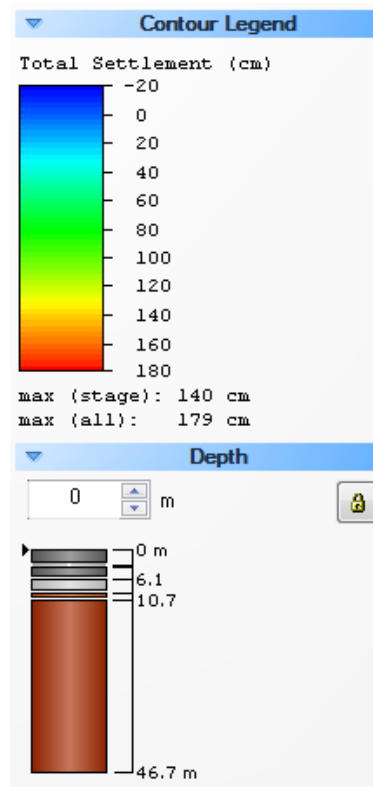 Contour Legend
Total Settlement (cm)
-20
0
20
40
60
80
100
120
140
160
180
max (stage): 140 cm
max (all): 179 cm
Depth
0 m
0 m
6.1
10.7
46.7 m